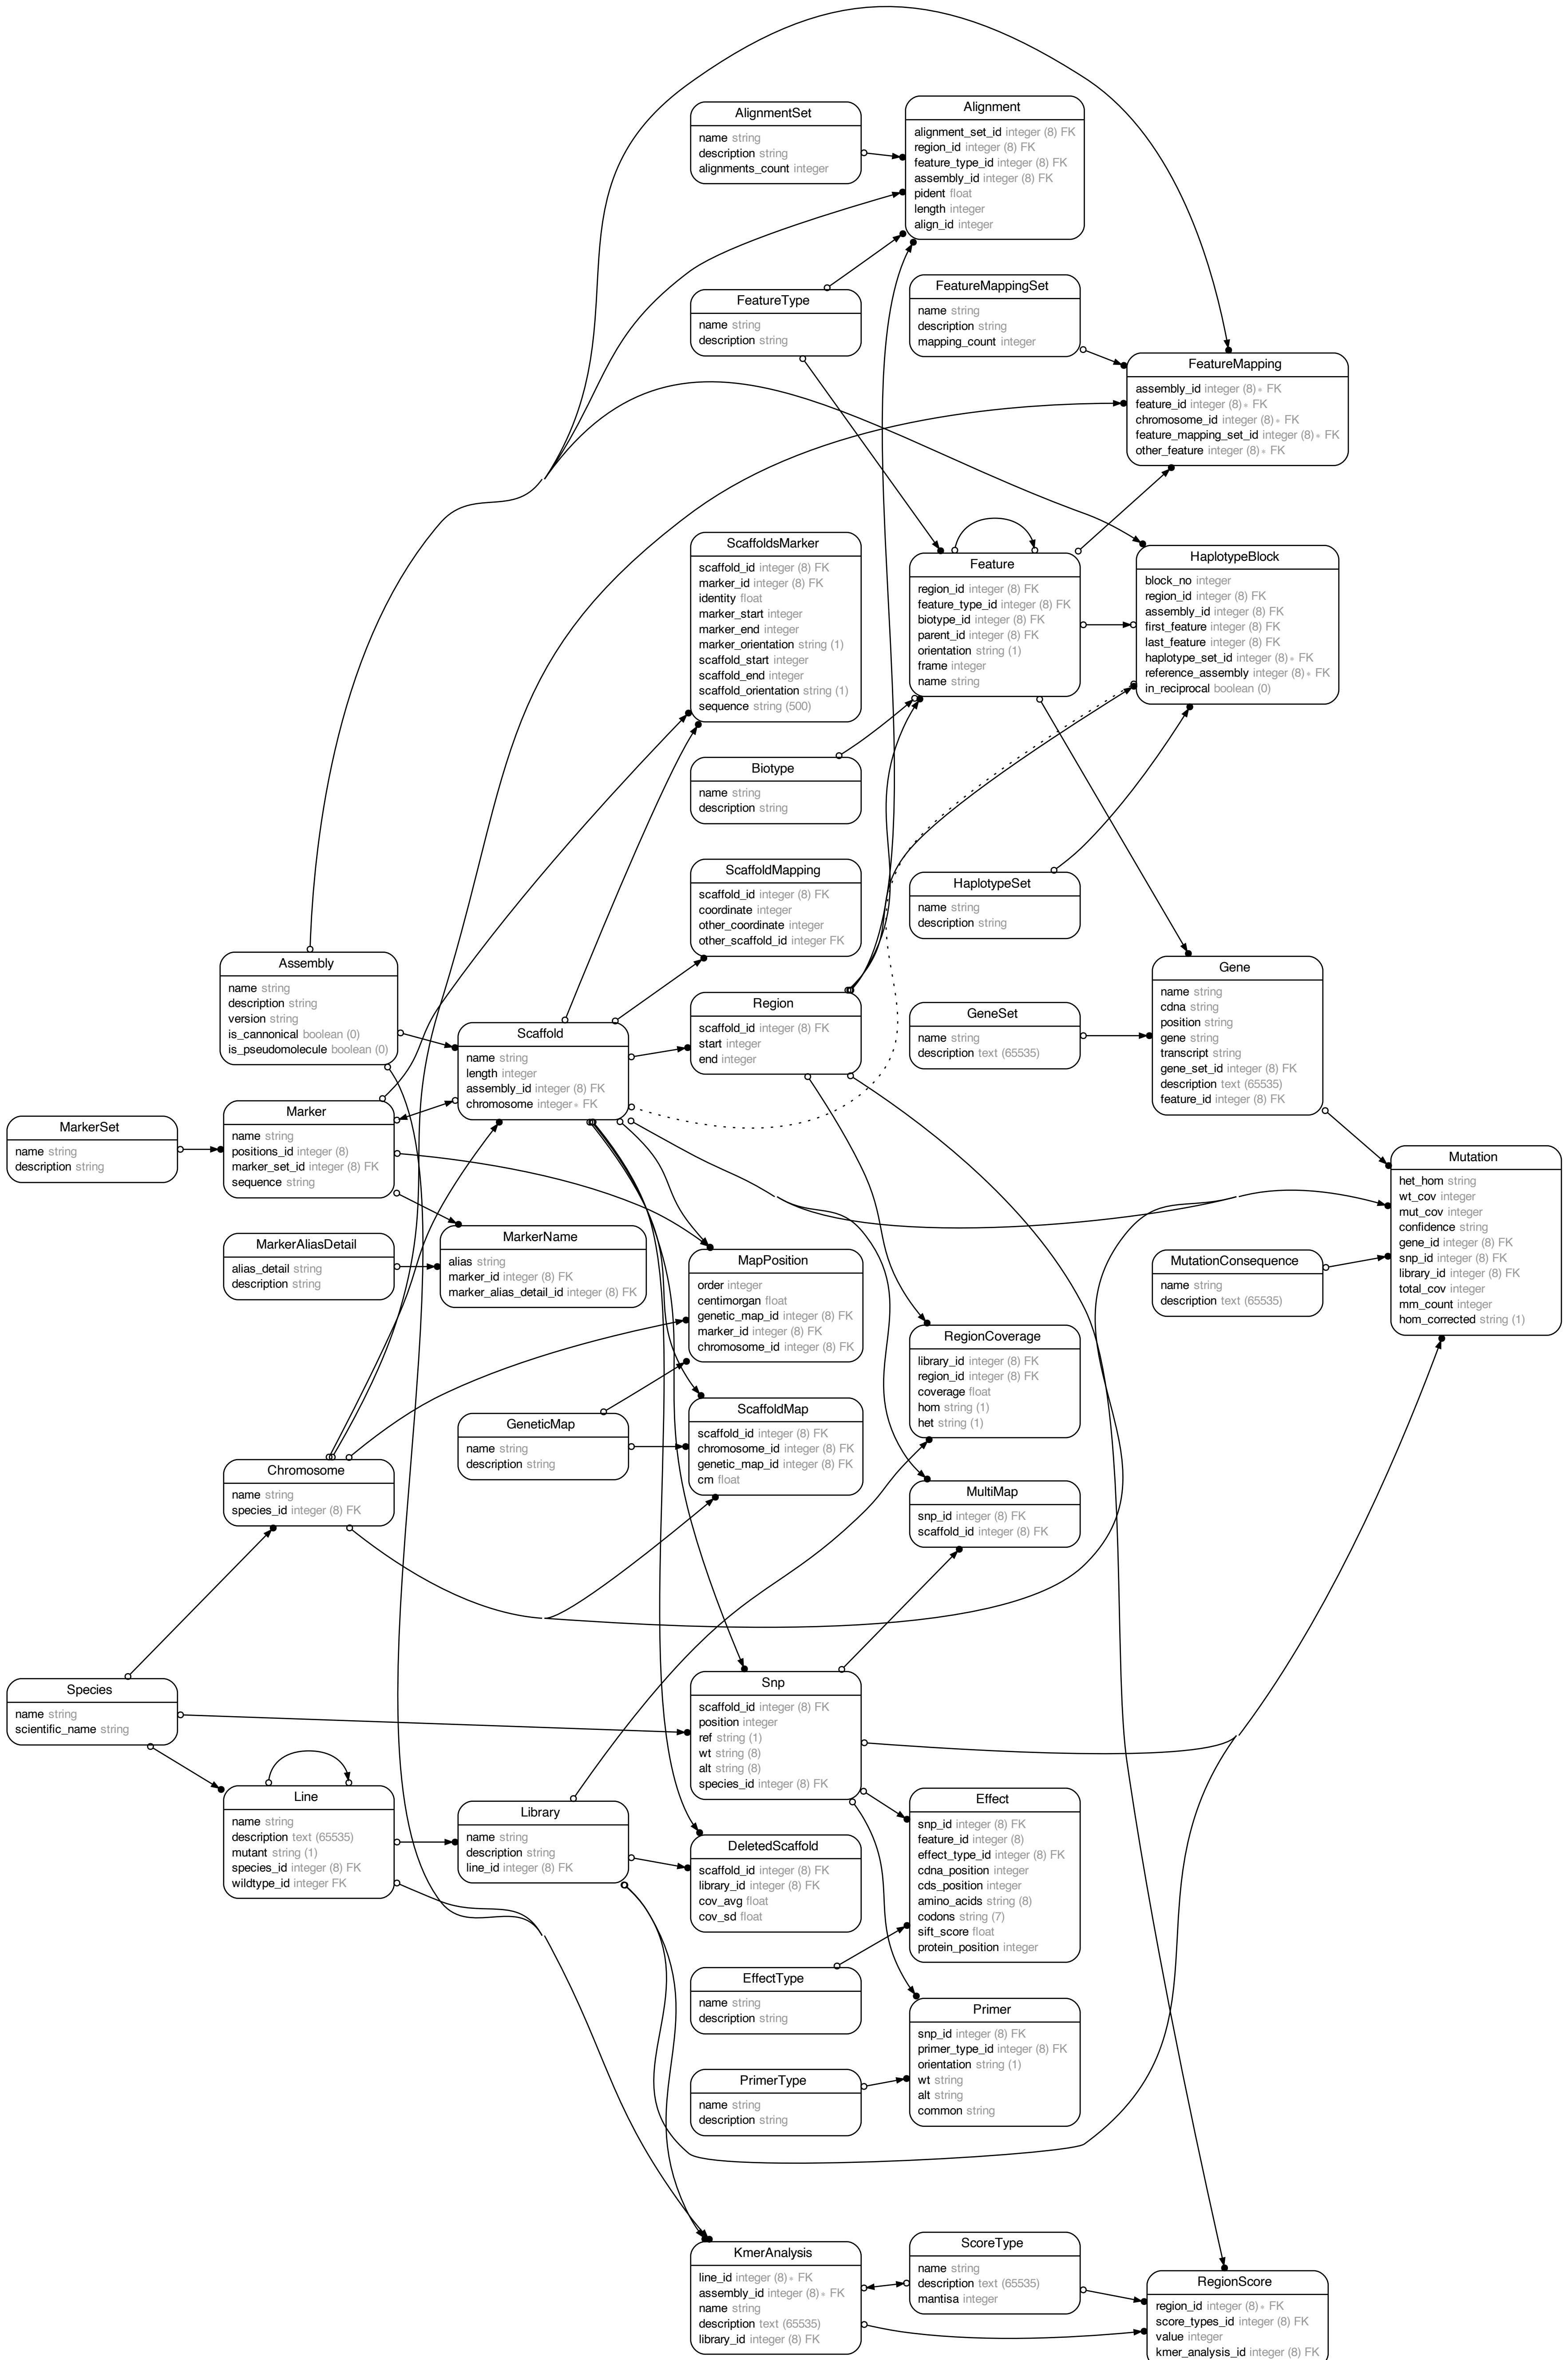 AlignmentSet
name string
description string
alignments_count integer
Alignment
alignment_set_id integer (8) FK
region_id integer (8) FK
feature_type_id integer (8) FK
assembly_id integer (8) FK
pident float
length integer
align_id integer
FeatureType
name string
description string
FeatureMappingSet
name string
description string
mapping_count integer
FeatureMapping
assembly_id integer (8)∗ FK
feature_id integer (8)∗ FK
chromosome_id integer (8)∗ FK
feature_mapping_set_id integer (8)∗ FK
other_feature integer (8)∗ FK
ScaffoldsMarker
scaffold_id integer (8) FK
marker_id integer (8) FK
identity float
marker_start integer
marker_end integer
marker_orientation string (1)
scaffold_start integer
scaffold_end integer
scaffold_orientation string (1)
sequence string (500)
Feature
region_id integer (8) FK
feature_type_id integer (8) FK
biotype_id integer (8) FK
parent_id integer (8) FK
orientation string (1)
frame integer
name string
HaplotypeBlock
block_no integer
region_id integer (8) FK
assembly_id integer (8) FK
first_feature integer (8) FK
last_feature integer (8) FK
haplotype_set_id integer (8)∗ FK
reference_assembly integer (8)∗ FK
in_reciprocal boolean (0)
Biotype
name string
description string
ScaffoldMapping
scaffold_id integer (8) FK
coordinate integer
other_coordinate integer
other_scaffold_id integer FK
HaplotypeSet
name string
description string
Assembly
name string
description string
version string
is_cannonical boolean (0)
is_pseudomolecule boolean (0)
Scaffold
name string
length integer
assembly_id integer (8) FK
chromosome integer∗ FK
Region
scaffold_id integer (8) FK
start integer
end integer
GeneSet
name string
description text (65535)
Gene
name string
cdna string
position string
gene string
transcript string
gene_set_id integer (8) FK
description text (65535)
feature_id integer (8) FK
MarkerSet
name string
description string
Marker
name string
positions_id integer (8)
marker_set_id integer (8) FK
sequence string
MarkerAliasDetail
alias_detail string
description string
MarkerName
alias string
marker_id integer (8) FK
marker_alias_detail_id integer (8) FK
MapPosition
order integer
centimorgan float
genetic_map_id integer (8) FK
marker_id integer (8) FK
chromosome_id integer (8) FK
MutationConsequence
name string
description text (65535)
Mutation
het_hom string
wt_cov integer
mut_cov integer
confidence string
gene_id integer (8) FK
snp_id integer (8) FK
library_id integer (8) FK
total_cov integer
mm_count integer
hom_corrected string (1)
RegionCoverage
library_id integer (8) FK
region_id integer (8) FK
coverage float
hom string (1)
het string (1)
GeneticMap
name string
description string
ScaffoldMap
scaffold_id integer (8) FK
chromosome_id integer (8) FK
genetic_map_id integer (8) FK
cm float
Chromosome
name string
species_id integer (8) FK
MultiMap
snp_id integer (8) FK
scaffold_id integer (8) FK
Species
name string
scientific_name string
Snp
scaffold_id integer (8) FK
position integer
ref string (1)
wt string (8)
alt string (8)
species_id integer (8) FK
Line
name string
description text (65535)
mutant string (1)
species_id integer (8) FK
wildtype_id integer FK
Library
name string
description string
line_id integer (8) FK
DeletedScaffold
scaffold_id integer (8) FK
library_id integer (8) FK
cov_avg float
cov_sd float
Effect
snp_id integer (8) FK
feature_id integer (8)
effect_type_id integer (8) FK
cdna_position integer
cds_position integer
amino_acids string (8)
codons string (7)
sift_score float
protein_position integer
EffectType
name string
description string
Primer
snp_id integer (8) FK
primer_type_id integer (8) FK
orientation string (1)
wt string
alt string
common string
PrimerType
name string
description string
KmerAnalysis
line_id integer (8)∗ FK
assembly_id integer (8)∗ FK
name string
description text (65535)
library_id integer (8) FK
ScoreType
name string
description text (65535)
mantisa integer
RegionScore
region_id integer (8)∗ FK
score_types_id integer (8) FK
value integer
kmer_analysis_id integer (8) FK